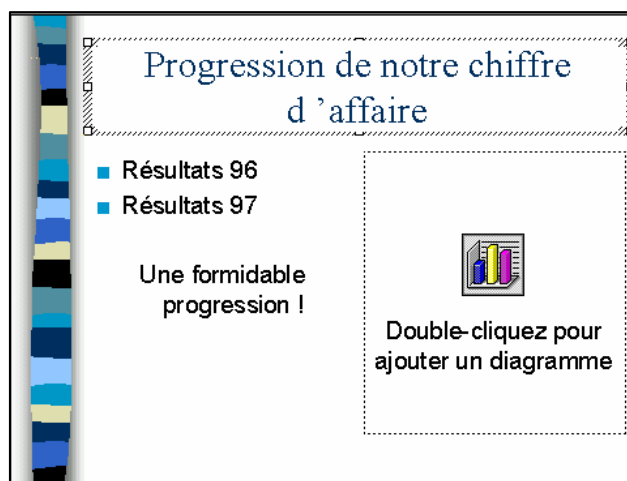 Progression de notre chiffre
d ’affaire
Résultats 96
Résultats 97
Une formidable
progression !
Double-cliquez pour
ajouter un diagramme